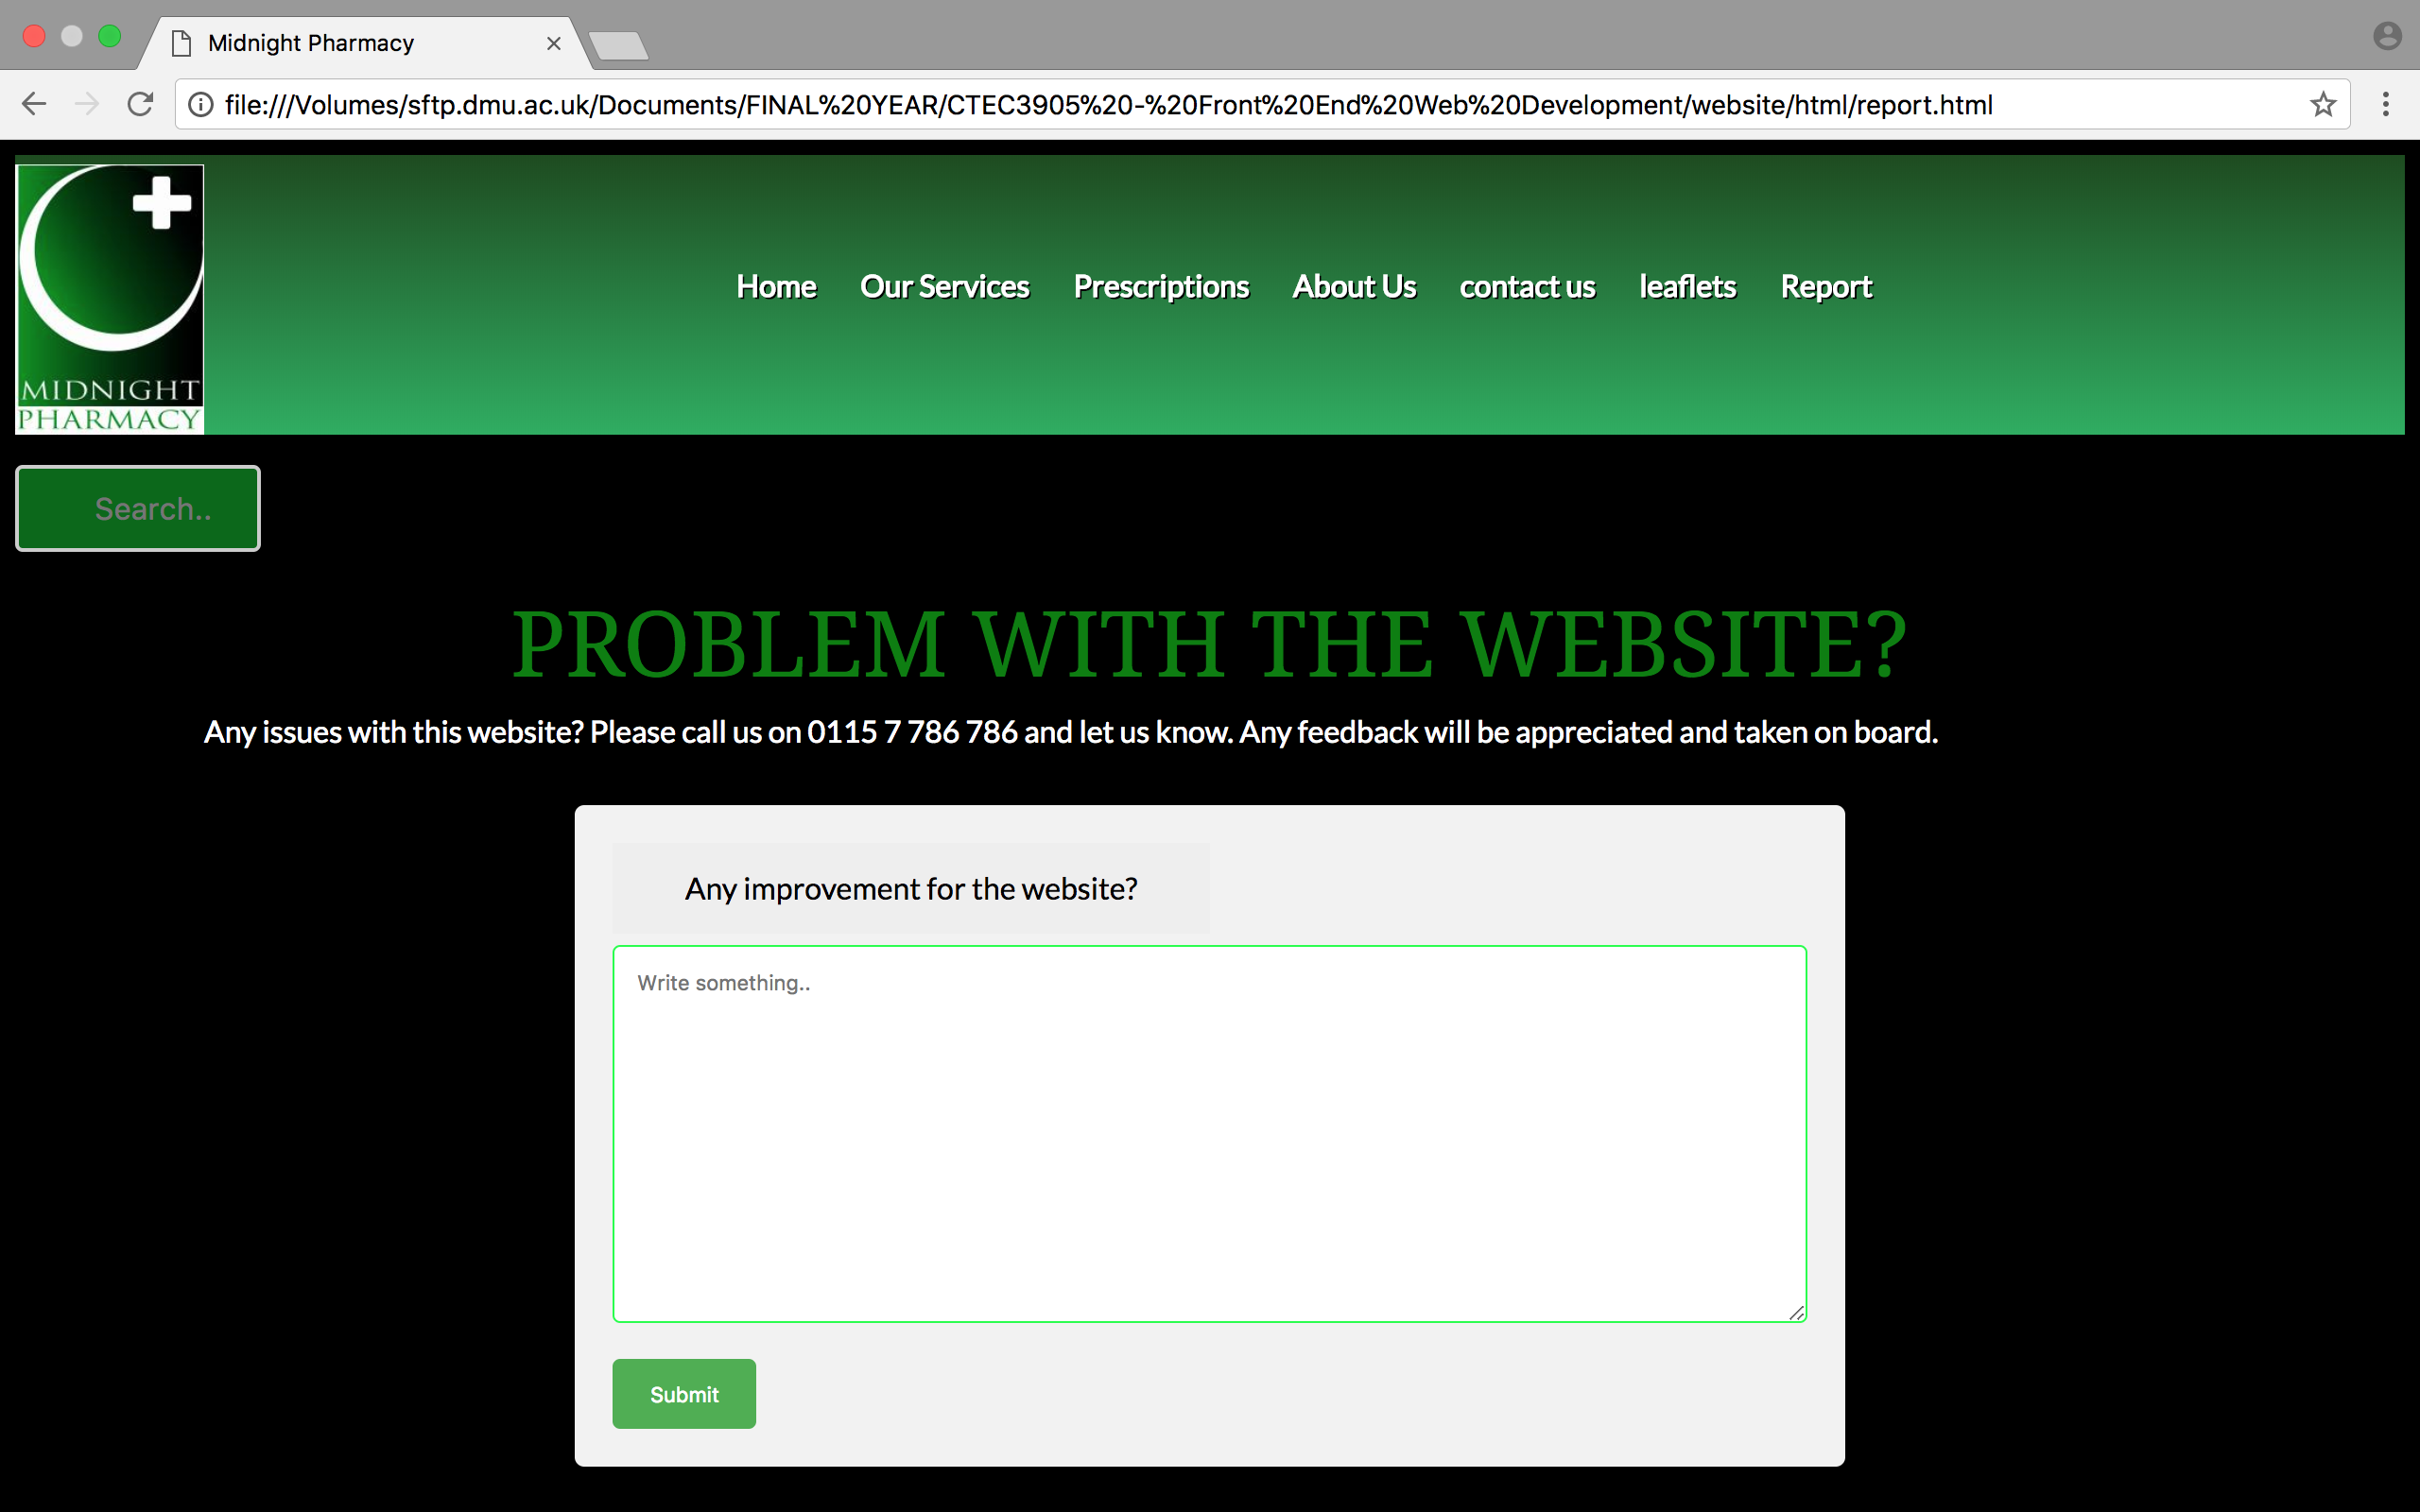 Midnight Pharmacy
file:///Volumes/sftp.dmu.ac.uk/Documents/FINAL%20YEAR/CTEC3905%20-%20Front%20End%20Web%20Development/website/html/report.html
MIDNIGHT
PHARMACY
Home Our Services Prescriptions About Us contact us leaflets Report
Search..
PROBLEM WITH THE WEBSITE?
Any issues with this website? Please call us on 0115 7 786 786 and let us know. Any feedback will be appreciated and taken on board.
Any improvement for the website?
Write something..
Submit